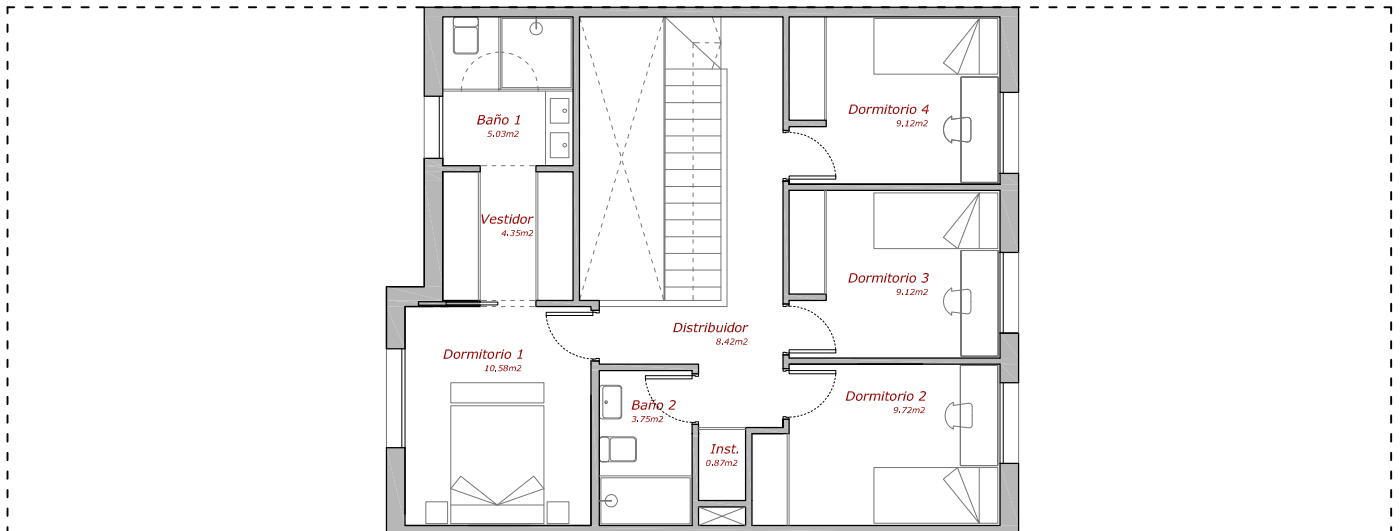 Baño 1
5.03m2
Dormitorio 4
9.12m2
Vestidor
4.35m2
Dormitorio 3
9.12m2
Distribuidor
8.42m2
Dormitorio 1
10.58m2
Dormitorio 2
9.72m2
Baño 2
3.75m2
Inst.
0.87m2